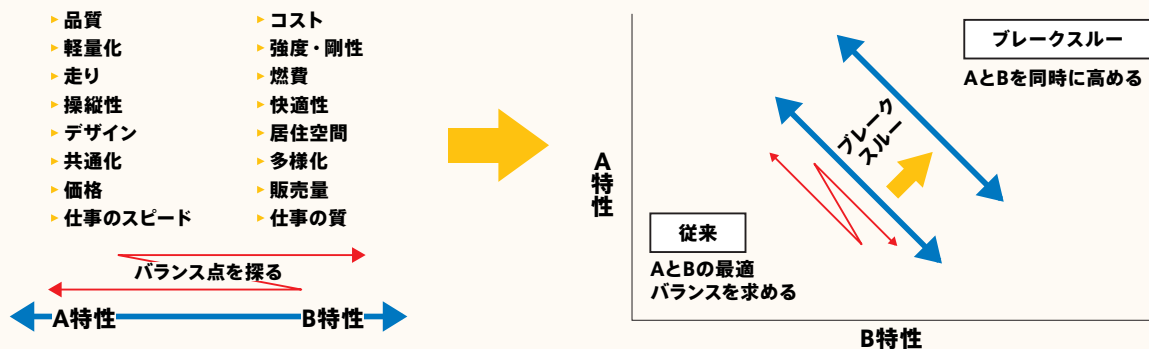 品質
軽量化
走り
操縦性
デザイン
共通化
価格
仕事のスピード
コスト
強度・剛性
燃費
快適性
居住空間
多様化
販売量
仕事の質
バランス点を探る
A特性
B特性
A特性
ブレークスルー
AとBを同時に高める
ブレーク
スルー
従来
AとBの最適
バランスを求める
B特性